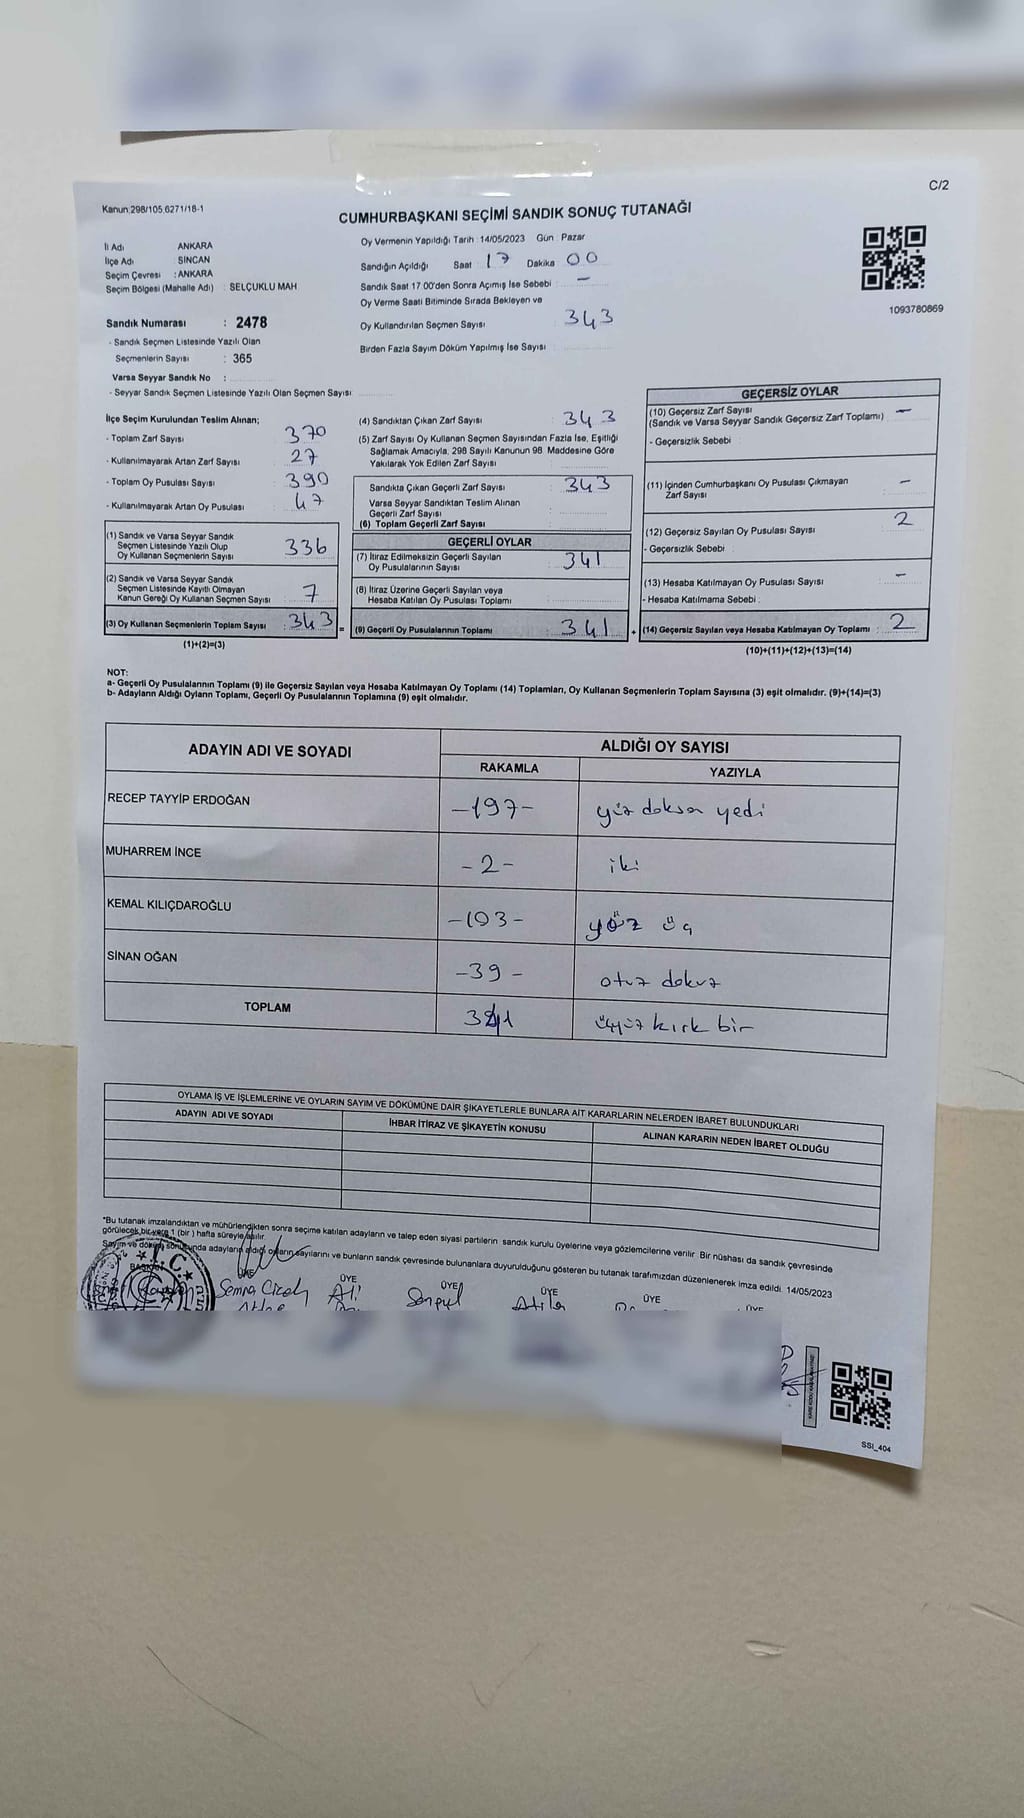 C/2
Kanun:298/105,6271/18-1
CUMHURBAŞKANI SEÇİMİ SANDIK SONUÇ TUTANAĞI
İl Adı ANKARA
İlçe Adı SİNCAN
Seçim Çevresi : ANKARA
Seçim Bölgesi (Mahalle Adı) : SELÇUKLU MAH
Sandık Numarası : 2478
- Sandık Seçmen Listesinde Yazılı Olan
Seçmenlerin Sayısı : 365
Varsa Seyyar Sandık No :
- Seyyar Sandık Seçmen Listesinde Yazılı Olan Seçmen Sayısı:
Oy Vermenin Yapıldığı Tarih : 14/05/2023 Gün : Pazar
Sandığın Açıldığı Saat 17 Dakika 00
Sandık Saat 17.00'den Sonra Açımış İse Sebebi : —
Oy Verme Saati Bitiminde Sırada Bekleyen ve
Oy Kullandırılan Seçmen Sayısı : 343
Birden Fazla Sayım Döküm Yapılmış İse Sayısı :
1093780869
İlçe Seçim Kurulundan Teslim Alınan;
- Toplam Zarf Sayısı : 370
- Kullanılmayarak Artan Zarf Sayısı : 27
- Toplam Oy Pusulası Sayısı : 390
- Kullanılmayarak Artan Oy Pusulası : 47
(1) Sandık ve Varsa Seyyar Sandık
Seçmen Listesinde Yazılı Olup
Oy Kullanan Seçmenlerin Sayısı : 336
(2) Sandık ve Varsa Seyyar Sandık
Seçmen Listesinde Kayıtlı Olmayan
Kanun Gereği Oy Kullanan Seçmen Sayısı : 7
(3) Oy Kullanan Seçmenlerin Toplam Sayısı : 343 =
(1)+(2)=(3)
(4) Sandıktan Çıkan Zarf Sayısı : 343
(5) Zarf Sayısı Oy Kullanan Seçmen Sayısından Fazla İse, Eşitliği
Sağlamak Amacıyla, 298 Sayılı Kanunun 98. Maddesine Göre
Yakılarak Yok Edilen Zarf Sayısı :
Sandıkta Çıkan Geçerli Zarf Sayısı : 343
Varsa Seyyar Sandıktan Teslim Alınan
Geçerli Zarf Sayısı :
(6) Toplam Geçerli Zarf Sayısı :
GEÇERLİ OYLAR
(7) İtiraz Edilmeksizin Geçerli Sayılan
Oy Pusulalarının Sayısı : 341
(8) İtiraz Üzerine Geçerli Sayılan veya
Hesaba Katılan Oy Pusulası Toplamı :
(9) Geçerli Oy Pusulalarının Toplamı : 341 +
GEÇERSİZ OYLAR
(10) Geçersiz Zarf Sayısı : —
(Sandık ve Varsa Seyyar Sandık Geçersiz Zarf Toplamı)
- Geçersizlik Sebebi :
(11) İçinden Cumhurbaşkanı Oy Pusulası Çıkmayan : —
Zarf Sayısı
(12) Geçersiz Sayılan Oy Pusulası Sayısı : 2
- Geçersizlik Sebebi :
(13) Hesaba Katılmayan Oy Pusulası Sayısı : —
- Hesaba Katılmama Sebebi :
(14) Geçersiz Sayılan veya Hesaba Katılmayan Oy Toplamı : 2
(10)+(11)+(12)+(13)=(14)
NOT:
a- Geçerli Oy Pusulalarının Toplamı (9) ile Geçersiz Sayılan veya Hesaba Katılmayan Oy Toplamı (14) Toplamları, Oy Kullanan Seçmenlerin Toplam Sayısına (3) eşit olmalıdır. (9)+(14)=(3)
b- Adayların Aldığı Oyların Toplamı, Geçerli Oy Pusulalarının Toplamına (9) eşit olmalıdır.
ADAYIN ADI VE SOYADI ALDIĞI OY SAYISI
RAKAMLA YAZIYLA
RECEP TAYYİP ERDOĞAN -197- yüz doksan yedi
MUHARREM İNCE -2- iki
KEMAL KILIÇDAROĞLU -103- yüz üç
SİNAN OĞAN -39- otuz dokuz
TOPLAM 341 üçyüz kırk bir
OYLAMA İŞ VE İŞLEMLERİNE VE OYLARIN SAYIM VE DÖKÜMÜNE DAİR ŞİKAYETLERLE BUNLARA AİT KARARLARIN NELERDEN İBARET BULUNDUKLARI
ADAYIN ADI VE SOYADI İHBAR İTİRAZ VE ŞİKAYETİN KONUSU ALINAN KARARIN NEDEN İBARET OLDUĞU
*Bu tutanak imzalandıktan ve mühürlendikten sonra seçime katılan adayların ve talep eden siyasi partilerin sandık kurulu üyelerine veya gözlemcilerine verilir. Bir nüshası da sandık çevresinde
görülecek bir yere 1 (bir) hafta süreyle asılır.
Sayım ve döküm sonucunda adayların aldığı oyların sayılarını ve bunların sandık çevresinde bulunanlara duyurulduğunu gösteren bu tutanak tarafımızdan düzenlenerek imza edildi. 14/05/2023
BAŞKAN ÜYE ÜYE ÜYE ÜYE ÜYE ÜYE
T.C.
Semra Ali Atila
SSİ_404